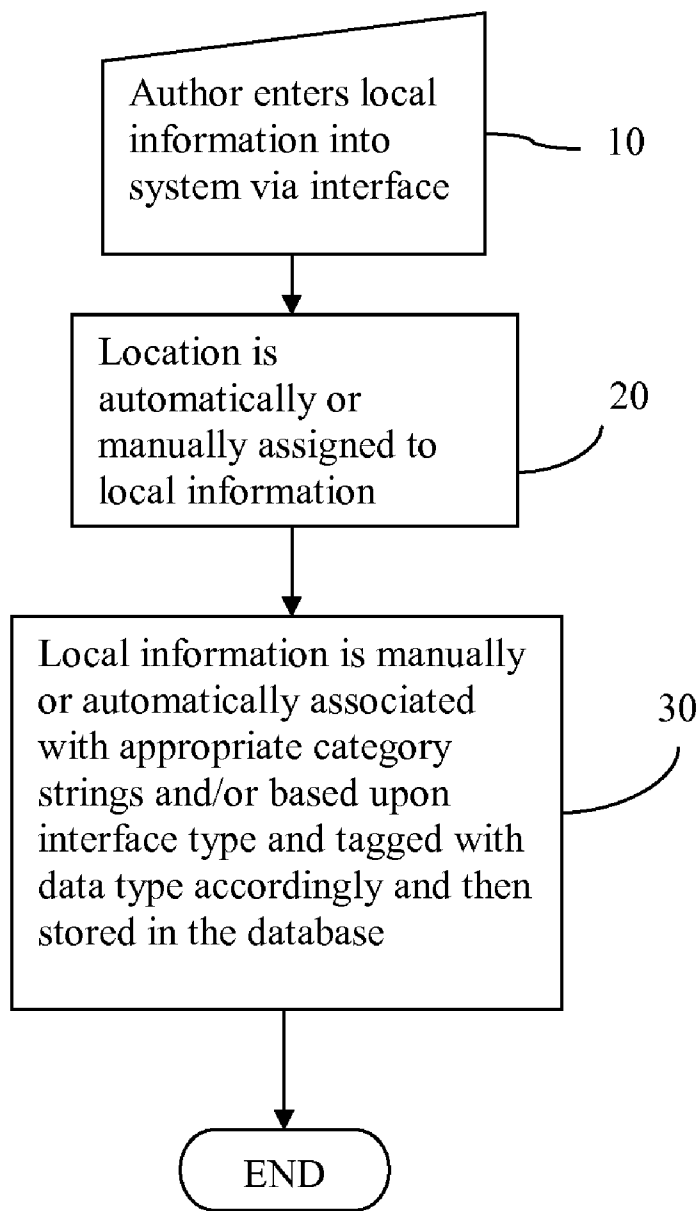 Author enters local
information into
system via interface
10
Location is
automatically or
manually assigned to
local information
20
Local information is manually
or automatically associated
with appropriate category
strings and/or based upon
interface type and tagged with
data type accordingly and then
stored in the database
30
END